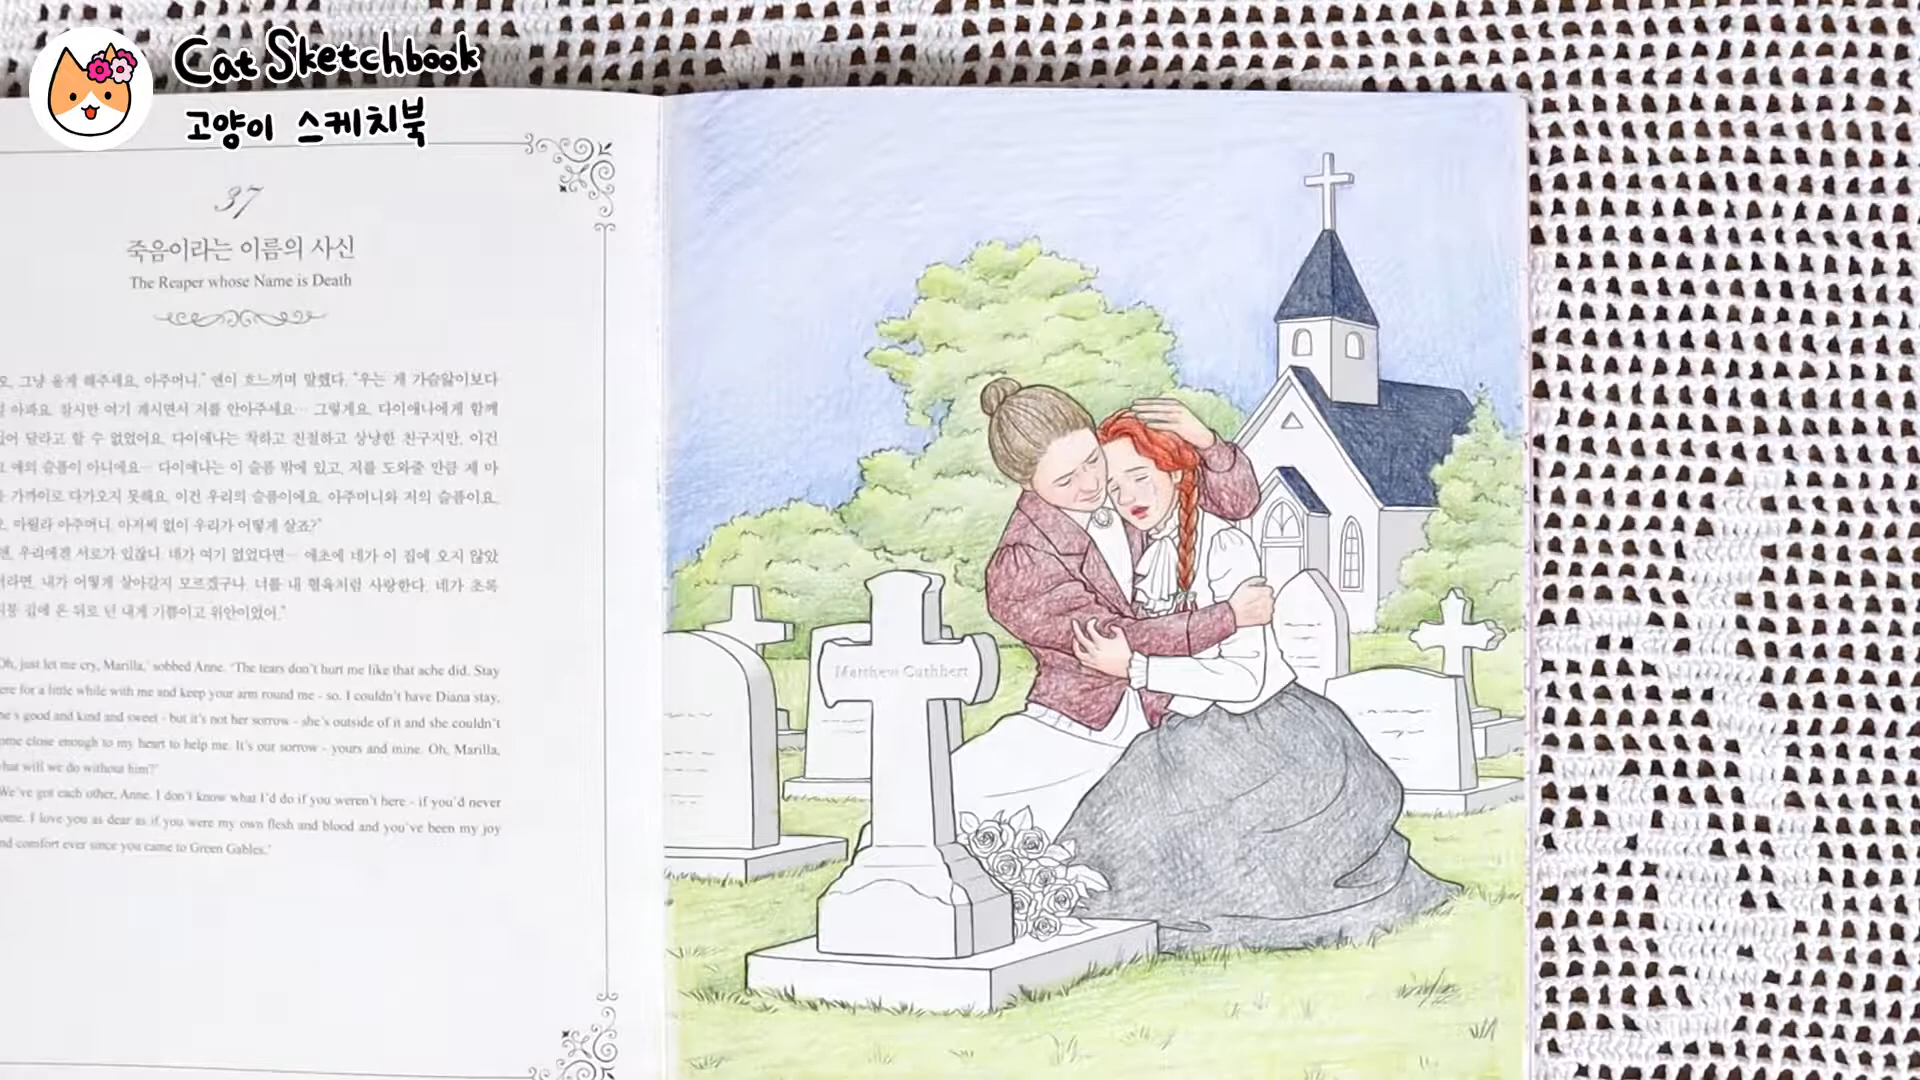 Cat Sketchbook
고양이 스케치북
37
죽음이라는 이름의 사신
The Reaper whose Name is Death
그냥 울게 해주세요, 아주머니." 앤이 흐느끼며 말했다. "우는 게 가슴앓이보다
아파요. 잠시만 여기 계시면서 저를 안아주세요… 그렇게요. 다이애나에게 함께
달라고 할 수 없었어요. 다이애나는 착하고 친절하고 상냥한 친구지만, 이건
애의 슬픔이 아니에요… 다이애나는 이 슬픔 밖에 있고, 저를 도와줄 만큼 제 마
가까이로 다가오지 못해요. 이건 우리의 슬픔이에요. 아주머니와 저의 슬픔이요.
마릴라 아주머니, 아저씨 없이 우리가 어떻게 살죠?"
우리에겐 서로가 있잖니. 네가 여기 없었다면… 애초에 네가 이 집에 오지 않았
더라면, 내가 어떻게 살아갈지 모르겠구나. 너를 내 혈육처럼 사랑한다. 네가 초록
지붕 집에 온 뒤로 넌 내게 기쁨이고 위안이었어."
Oh, just let me cry, Marilla,' sobbed Anne. 'The tears don't hurt me like that ache did. Stay
here for a little while with me and keep your arm round me - so. I couldn't have Diana stay,
she's good and kind and sweet - but it's not her sorrow - she's outside of it and she couldn't
come close enough to my heart to help me. It's our sorrow - yours and mine. Oh, Marilla,
what will we do without him?'
We've got each other, Anne. I don't know what I'd do if you weren't here - if you'd never
come. I love you as dear as if you were my own flesh and blood and you've been my joy
and comfort ever since you came to Green Gables.'
Matthew Cuthbert